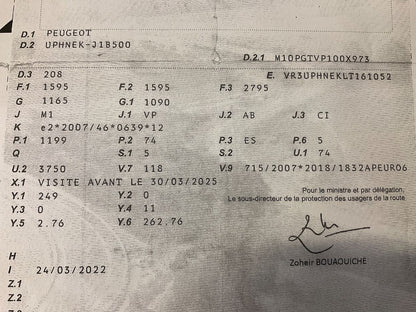 D.1 PEUGEOT
D.2 UPHNEK-J1B500
D.2.1 M10PGTVP100X973
D.3 208
E. VR3UPHNEKLT161052
F.1 1595 F.2 1595 F.3 2795
G 1165 G.1 1090
J M1 J.1 VP J.2 AB J.3 CI
K e2*2007/46*0639*12
P.1 1199 P.2 74 P.3 ES P.6 5
Q S.1 5 S.2 U.1 74
U.2 3750 V.7 118 V.9 715/2007*2018/1832APEUR06
X.1 VISITE AVANT LE 30/03/2025
Y.1 249 Y.2 0
Y.3 0 Y.4 11
Y.5 2.76 Y.6 262.76
Pour le ministre et par délégation,
Le sous-directeur de la protection des usagers de la route
Zoheir BOUAOUICHE
H
I 24/03/2022
Z.1
Z.2
Z.3